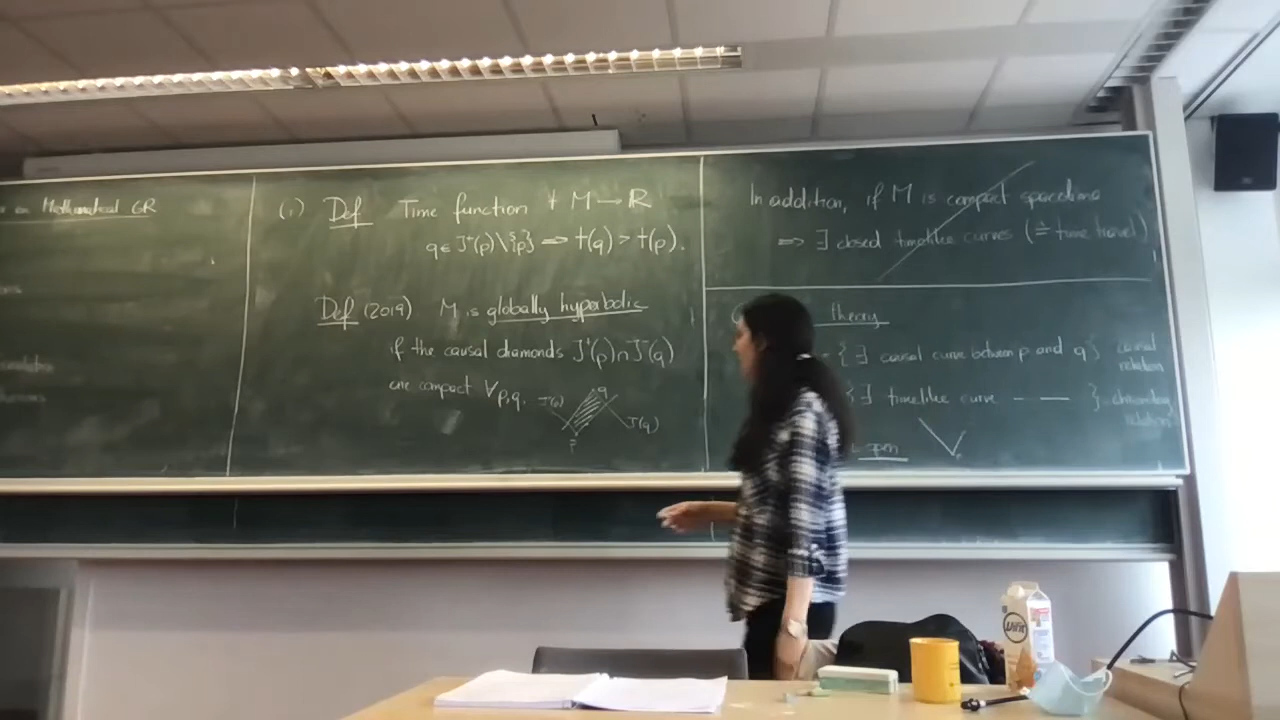 on Mathematical GR
(1) Def Time function t M → R
q ∈ J⁺(p) \ {p} ⇒ t(q) > t(p).
Def (2019) M is globally hyperbolic
if the causal diamonds J⁺(p) ∩ J⁻(q)
are compact ∀ p,q.
q
J(q)
p
In addition, if M is compact spacetime
⇒ ∃ closed timelike curves (≙ time travel)
theory
= {∃ causal curve between p and q} causal
relation
{∃ timelike curve - — } chronology
relation